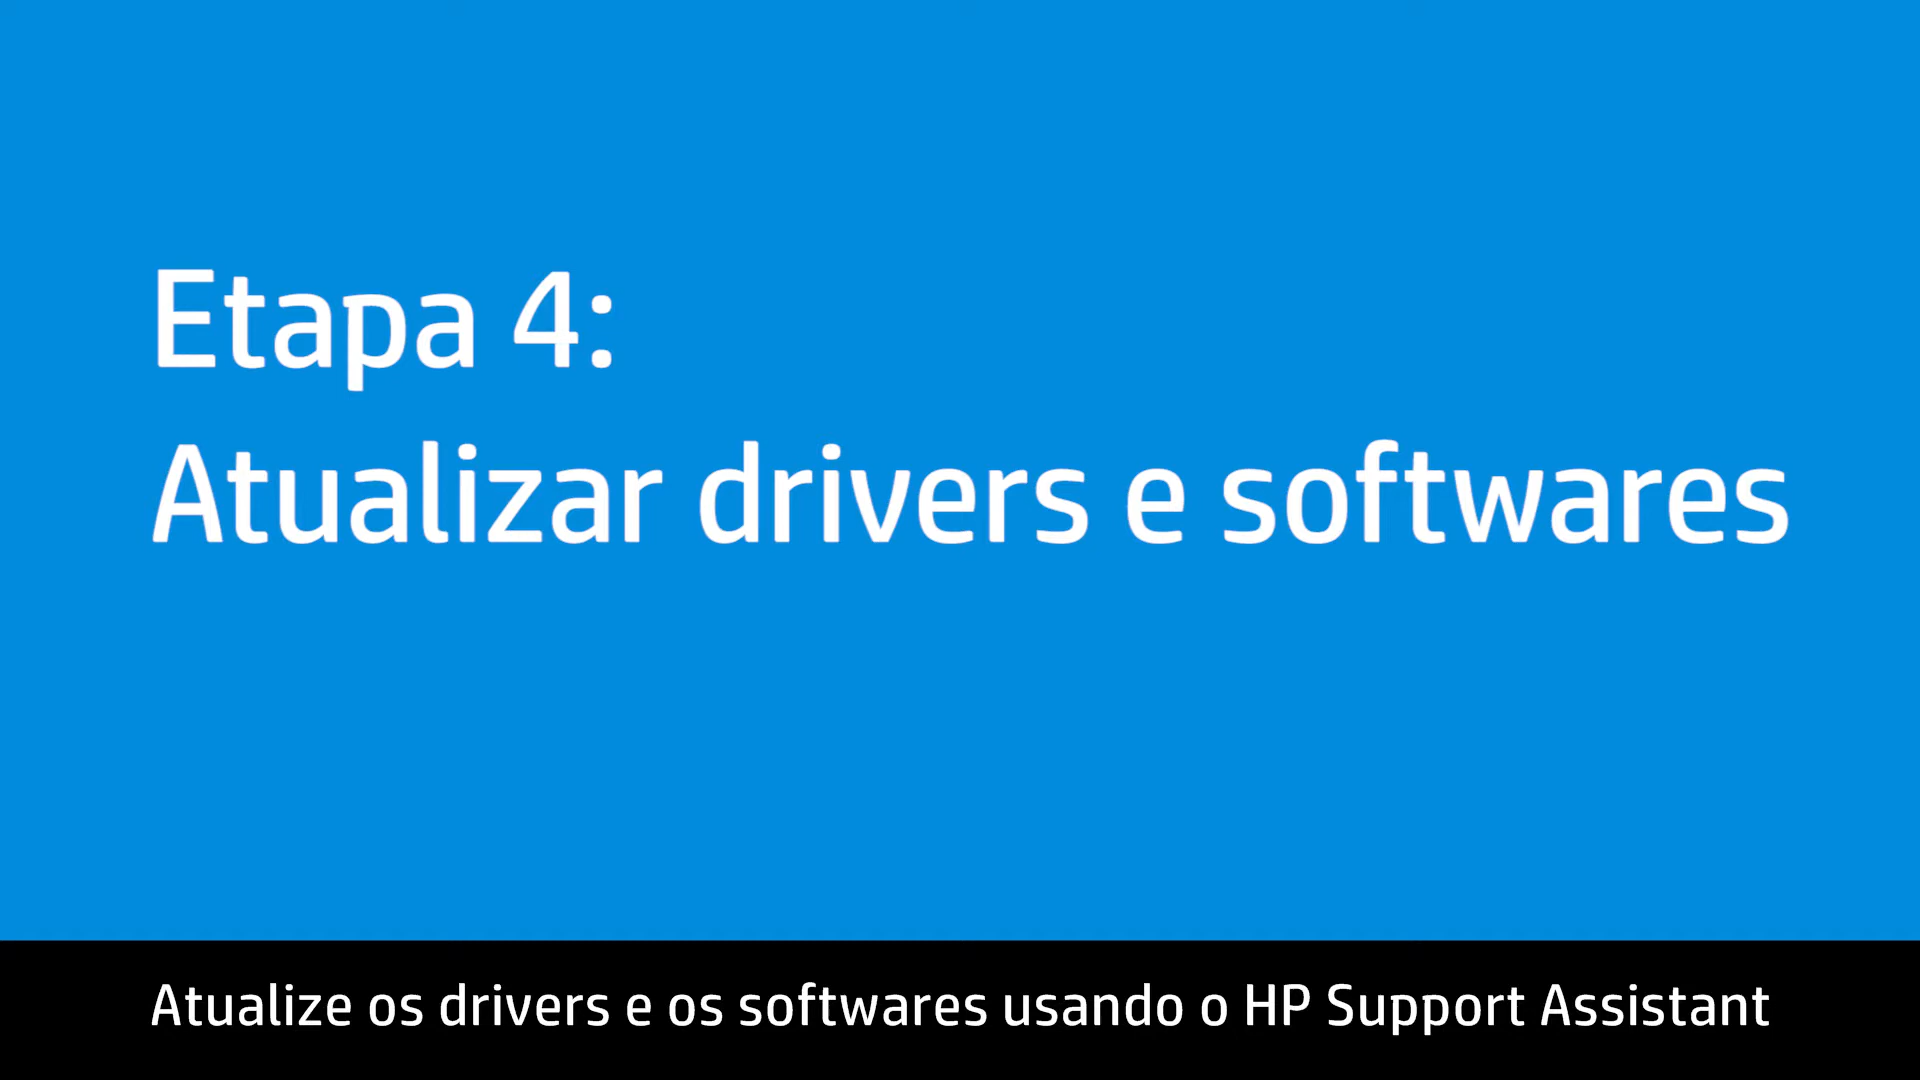 Etapa 4:
Atualizar drivers e softwares
Atualize os drivers e os softwares usando o HP Support Assistant